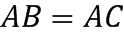 AB = AC